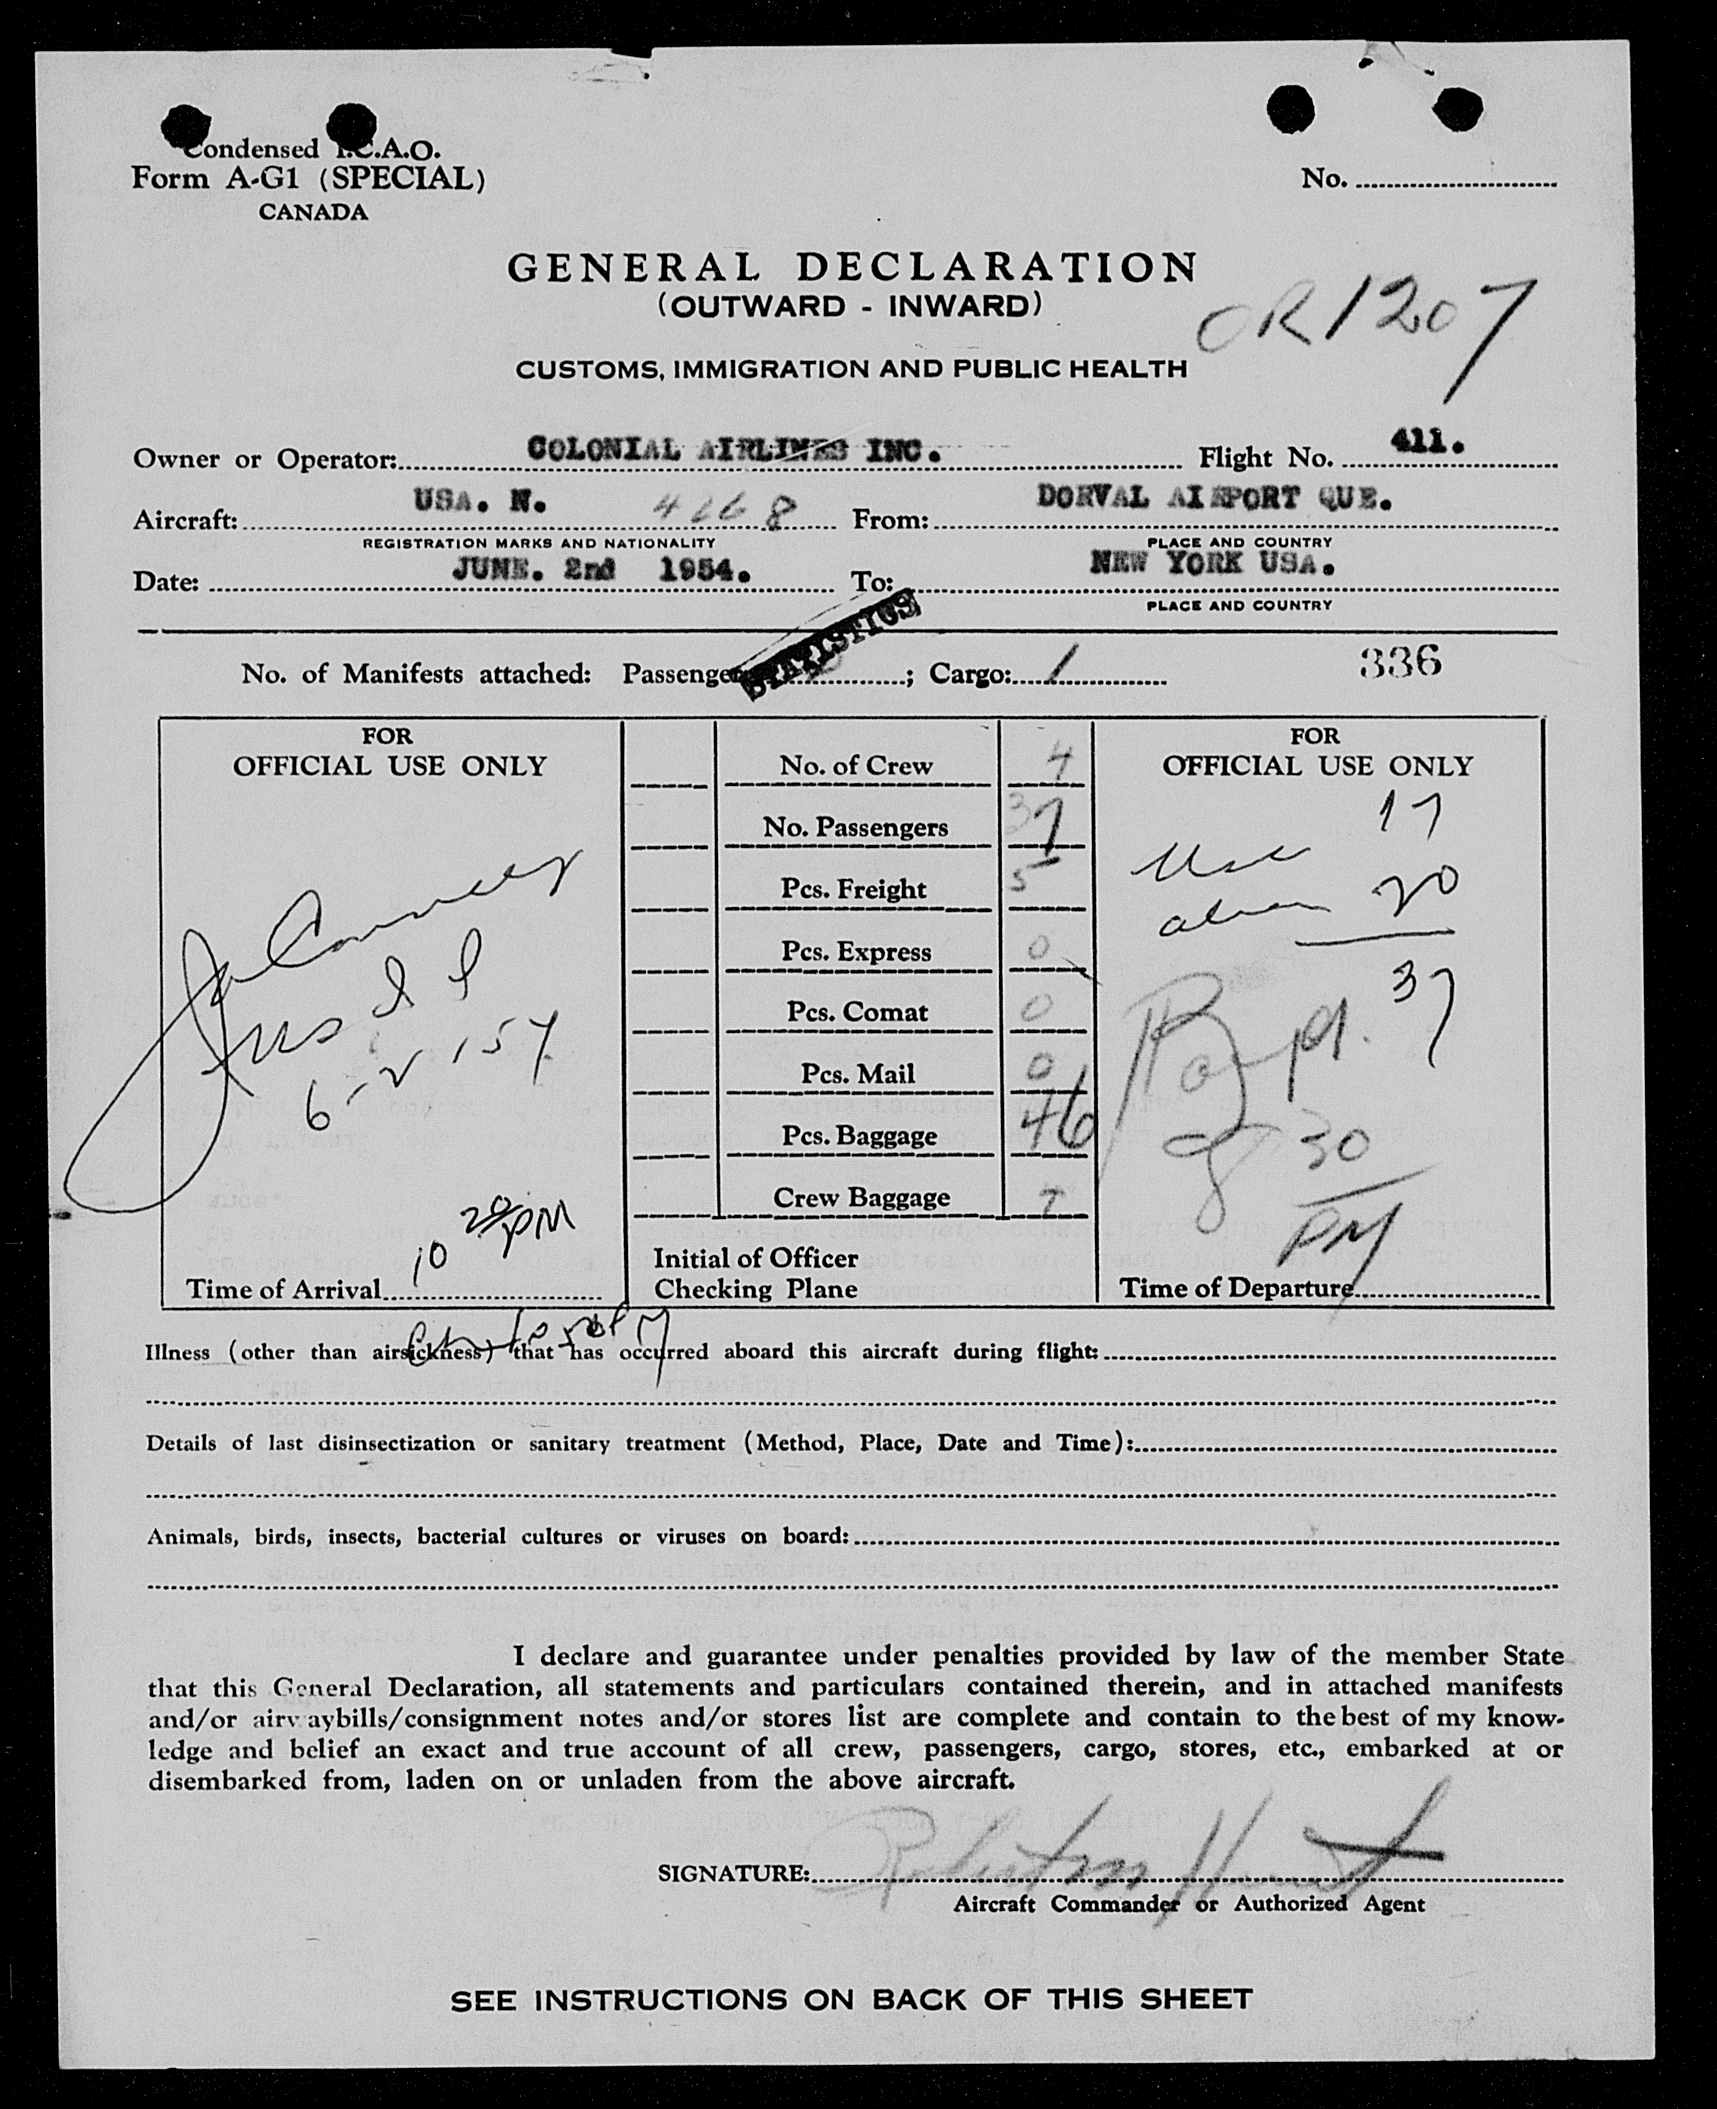 Condensed I.C.A.O.
Form A-G1 (SPECIAL)
CANADA
No.
GENERAL DECLARATION
(OUTWARD - INWARD)
OR 1207
CUSTOMS, IMMIGRATION AND PUBLIC HEALTH
Owner or Operator: COLONIAL AIRLINES INC. Flight No. 411.
Aircraft: USA. N. 4268 From: DORVAL AIRPORT QUE.
REGISTRATION MARKS AND NATIONALITY PLACE AND COUNTRY
Date: JUNE. 2nd 1954. To: NEW YORK USA.
PLACE AND COUNTRY
STATISTICS
No. of Manifests attached: Passenger ; Cargo: 1 336
FOR
OFFICIAL USE ONLY
6-2-54
10 20 PM
Time of Arrival
No. of Crew 4
No. Passengers 37
Pcs. Freight 5
Pcs. Express 0
Pcs. Comat 0
Pcs. Mail 0
Pcs. Baggage 46
Crew Baggage 7
Initial of Officer
Checking Plane
FOR
OFFICIAL USE ONLY
17
20
37
8 30
PM
Time of Departure
Illness (other than airsickness) that has occurred aboard this aircraft during flight:
Details of last disinsectization or sanitary treatment (Method, Place, Date and Time):
Animals, birds, insects, bacterial cultures or viruses on board:
I declare and guarantee under penalties provided by law of the member State
that this General Declaration, all statements and particulars contained therein, and in attached manifests
and/or airwaybills/consignment notes and/or stores list are complete and contain to the best of my know-
ledge and belief an exact and true account of all crew, passengers, cargo, stores, etc., embarked at or
disembarked from, laden on or unladen from the above aircraft.
SIGNATURE:
Aircraft Commander or Authorized Agent
SEE INSTRUCTIONS ON BACK OF THIS SHEET